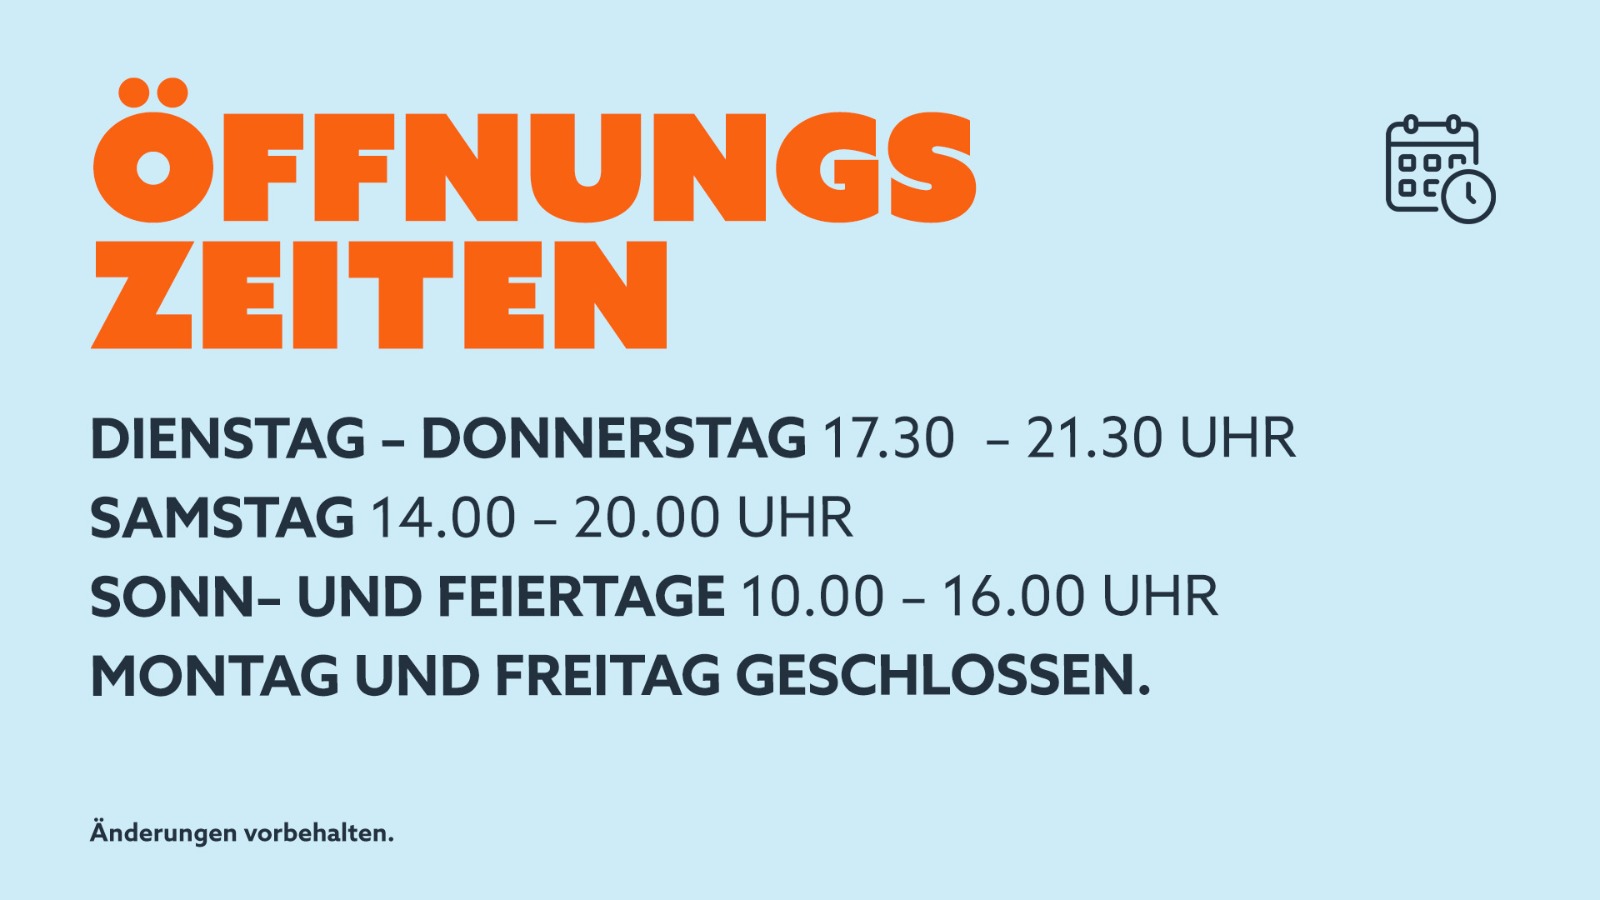 ÖFFNUNGS
ZEITEN
DIENSTAG – DONNERSTAG 17.30 – 21.30 UHR
SAMSTAG 14.00 – 20.00 UHR
SONN– UND FEIERTAGE 10.00 – 16.00 UHR
MONTAG UND FREITAG GESCHLOSSEN.
Änderungen vorbehalten.